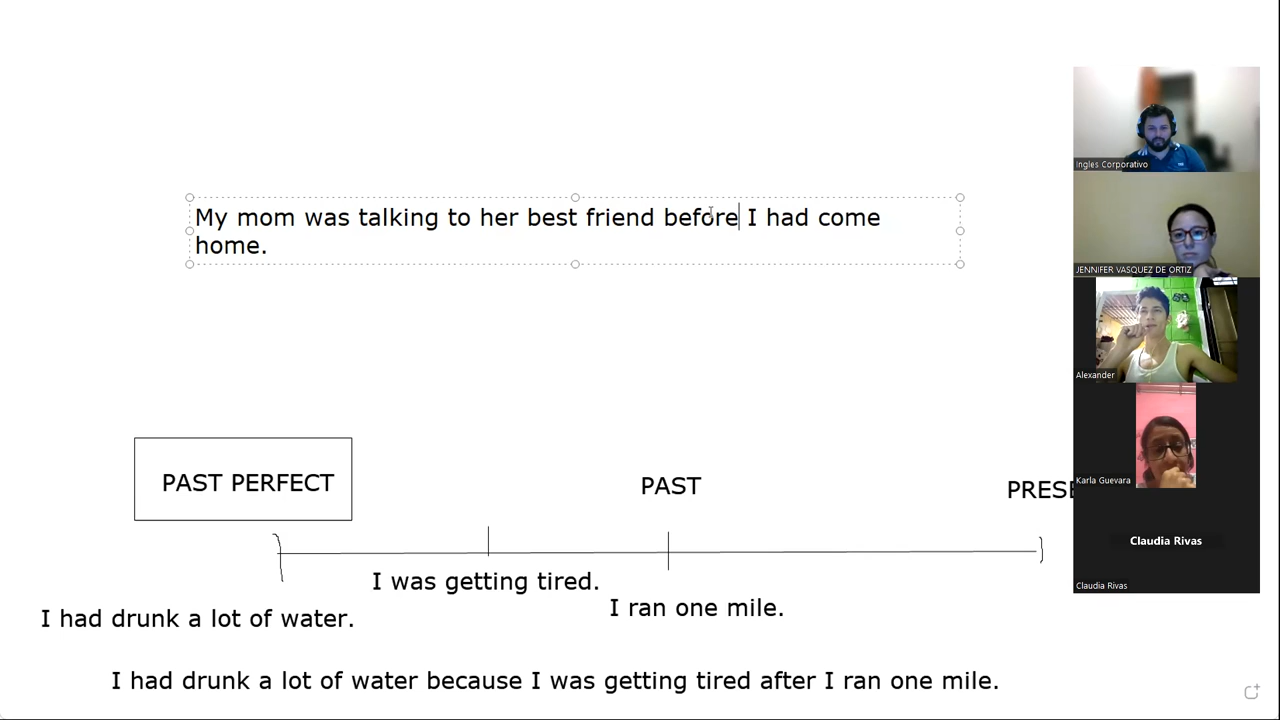 My mom was talking to her best friend before I had come
home.
Ingles Corporativo
JENNIFER VASQUEZ DE ORTIZ
Alexander
Karla Guevara
Claudia Rivas
Claudia Rivas
PAST PERFECT
PAST
PRESE
I was getting tired.
I ran one mile.
I had drunk a lot of water.
I had drunk a lot of water because I was getting tired after I ran one mile.